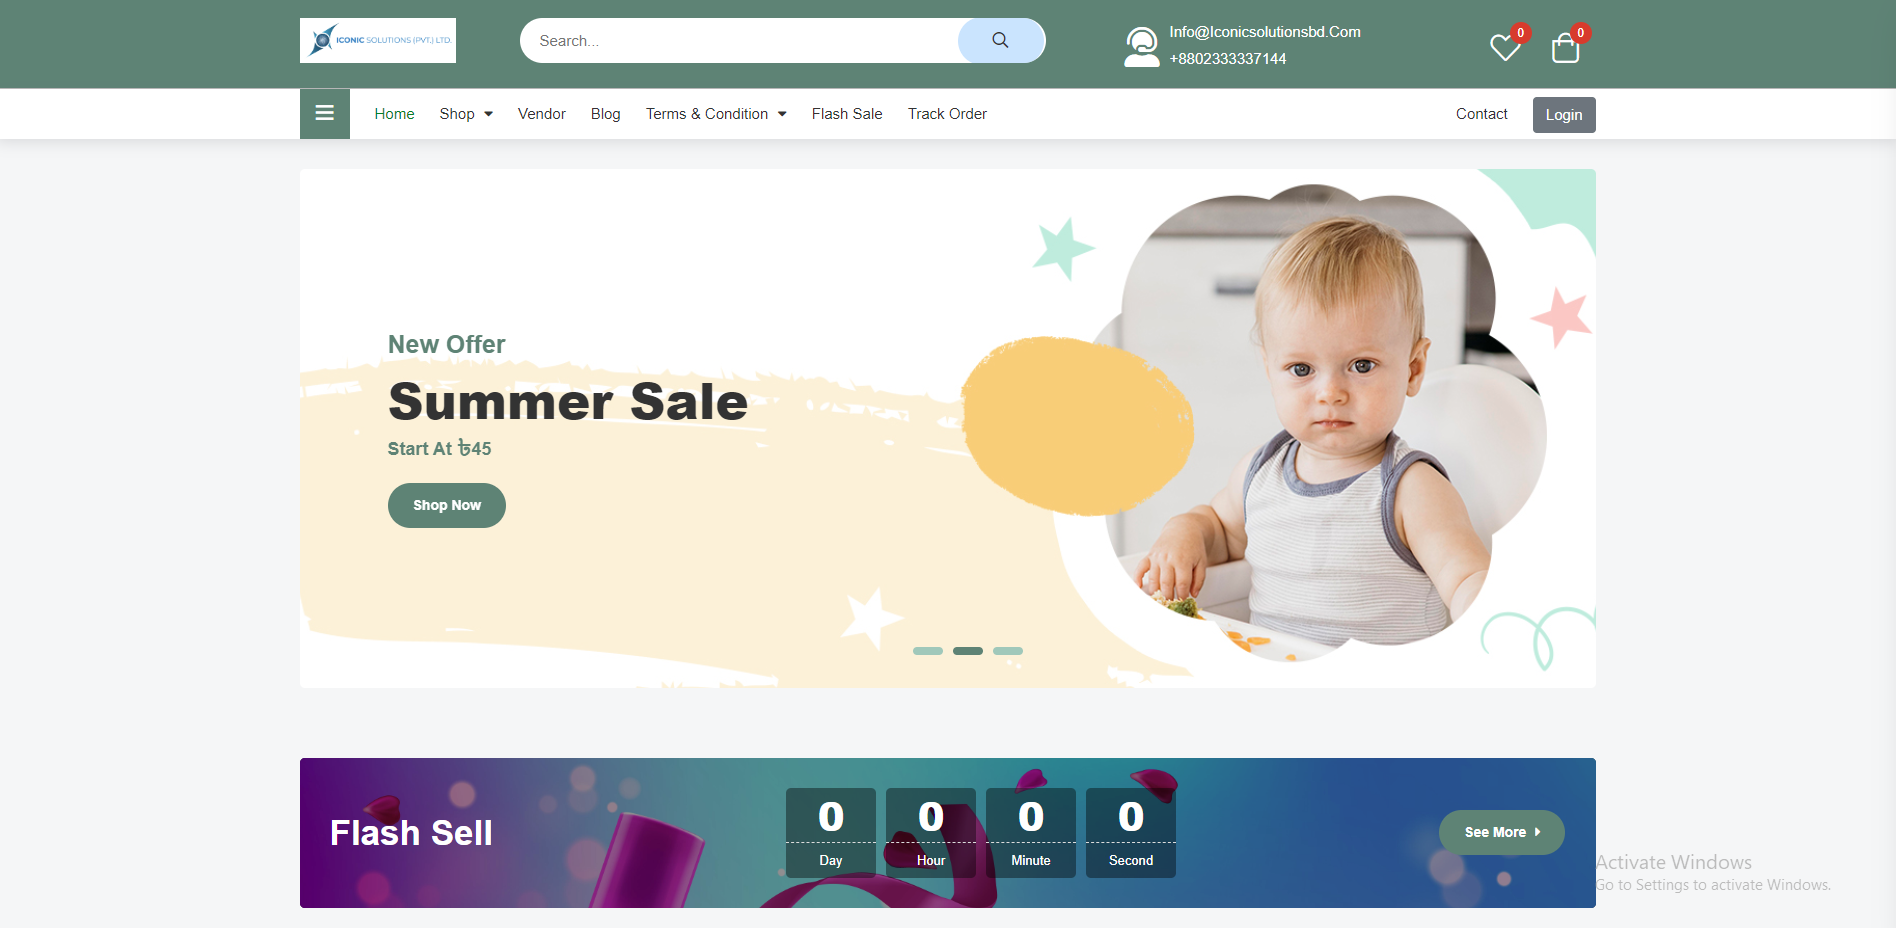 ICONIC SOLUTIONS (PVT.) LTD.
Search...
Info@Iconicsolutionsbd.Com
+8802333337144
0
0
Home
Shop
Vendor
Blog
Terms & Condition
Flash Sale
Track Order
Contact
Login
New Offer
Summer Sale
Start At ৳45
Shop Now
Flash Sell
0
Day
0
Hour
0
Minute
0
Second
See More
Activate Windows
Go to Settings to activate Windows.